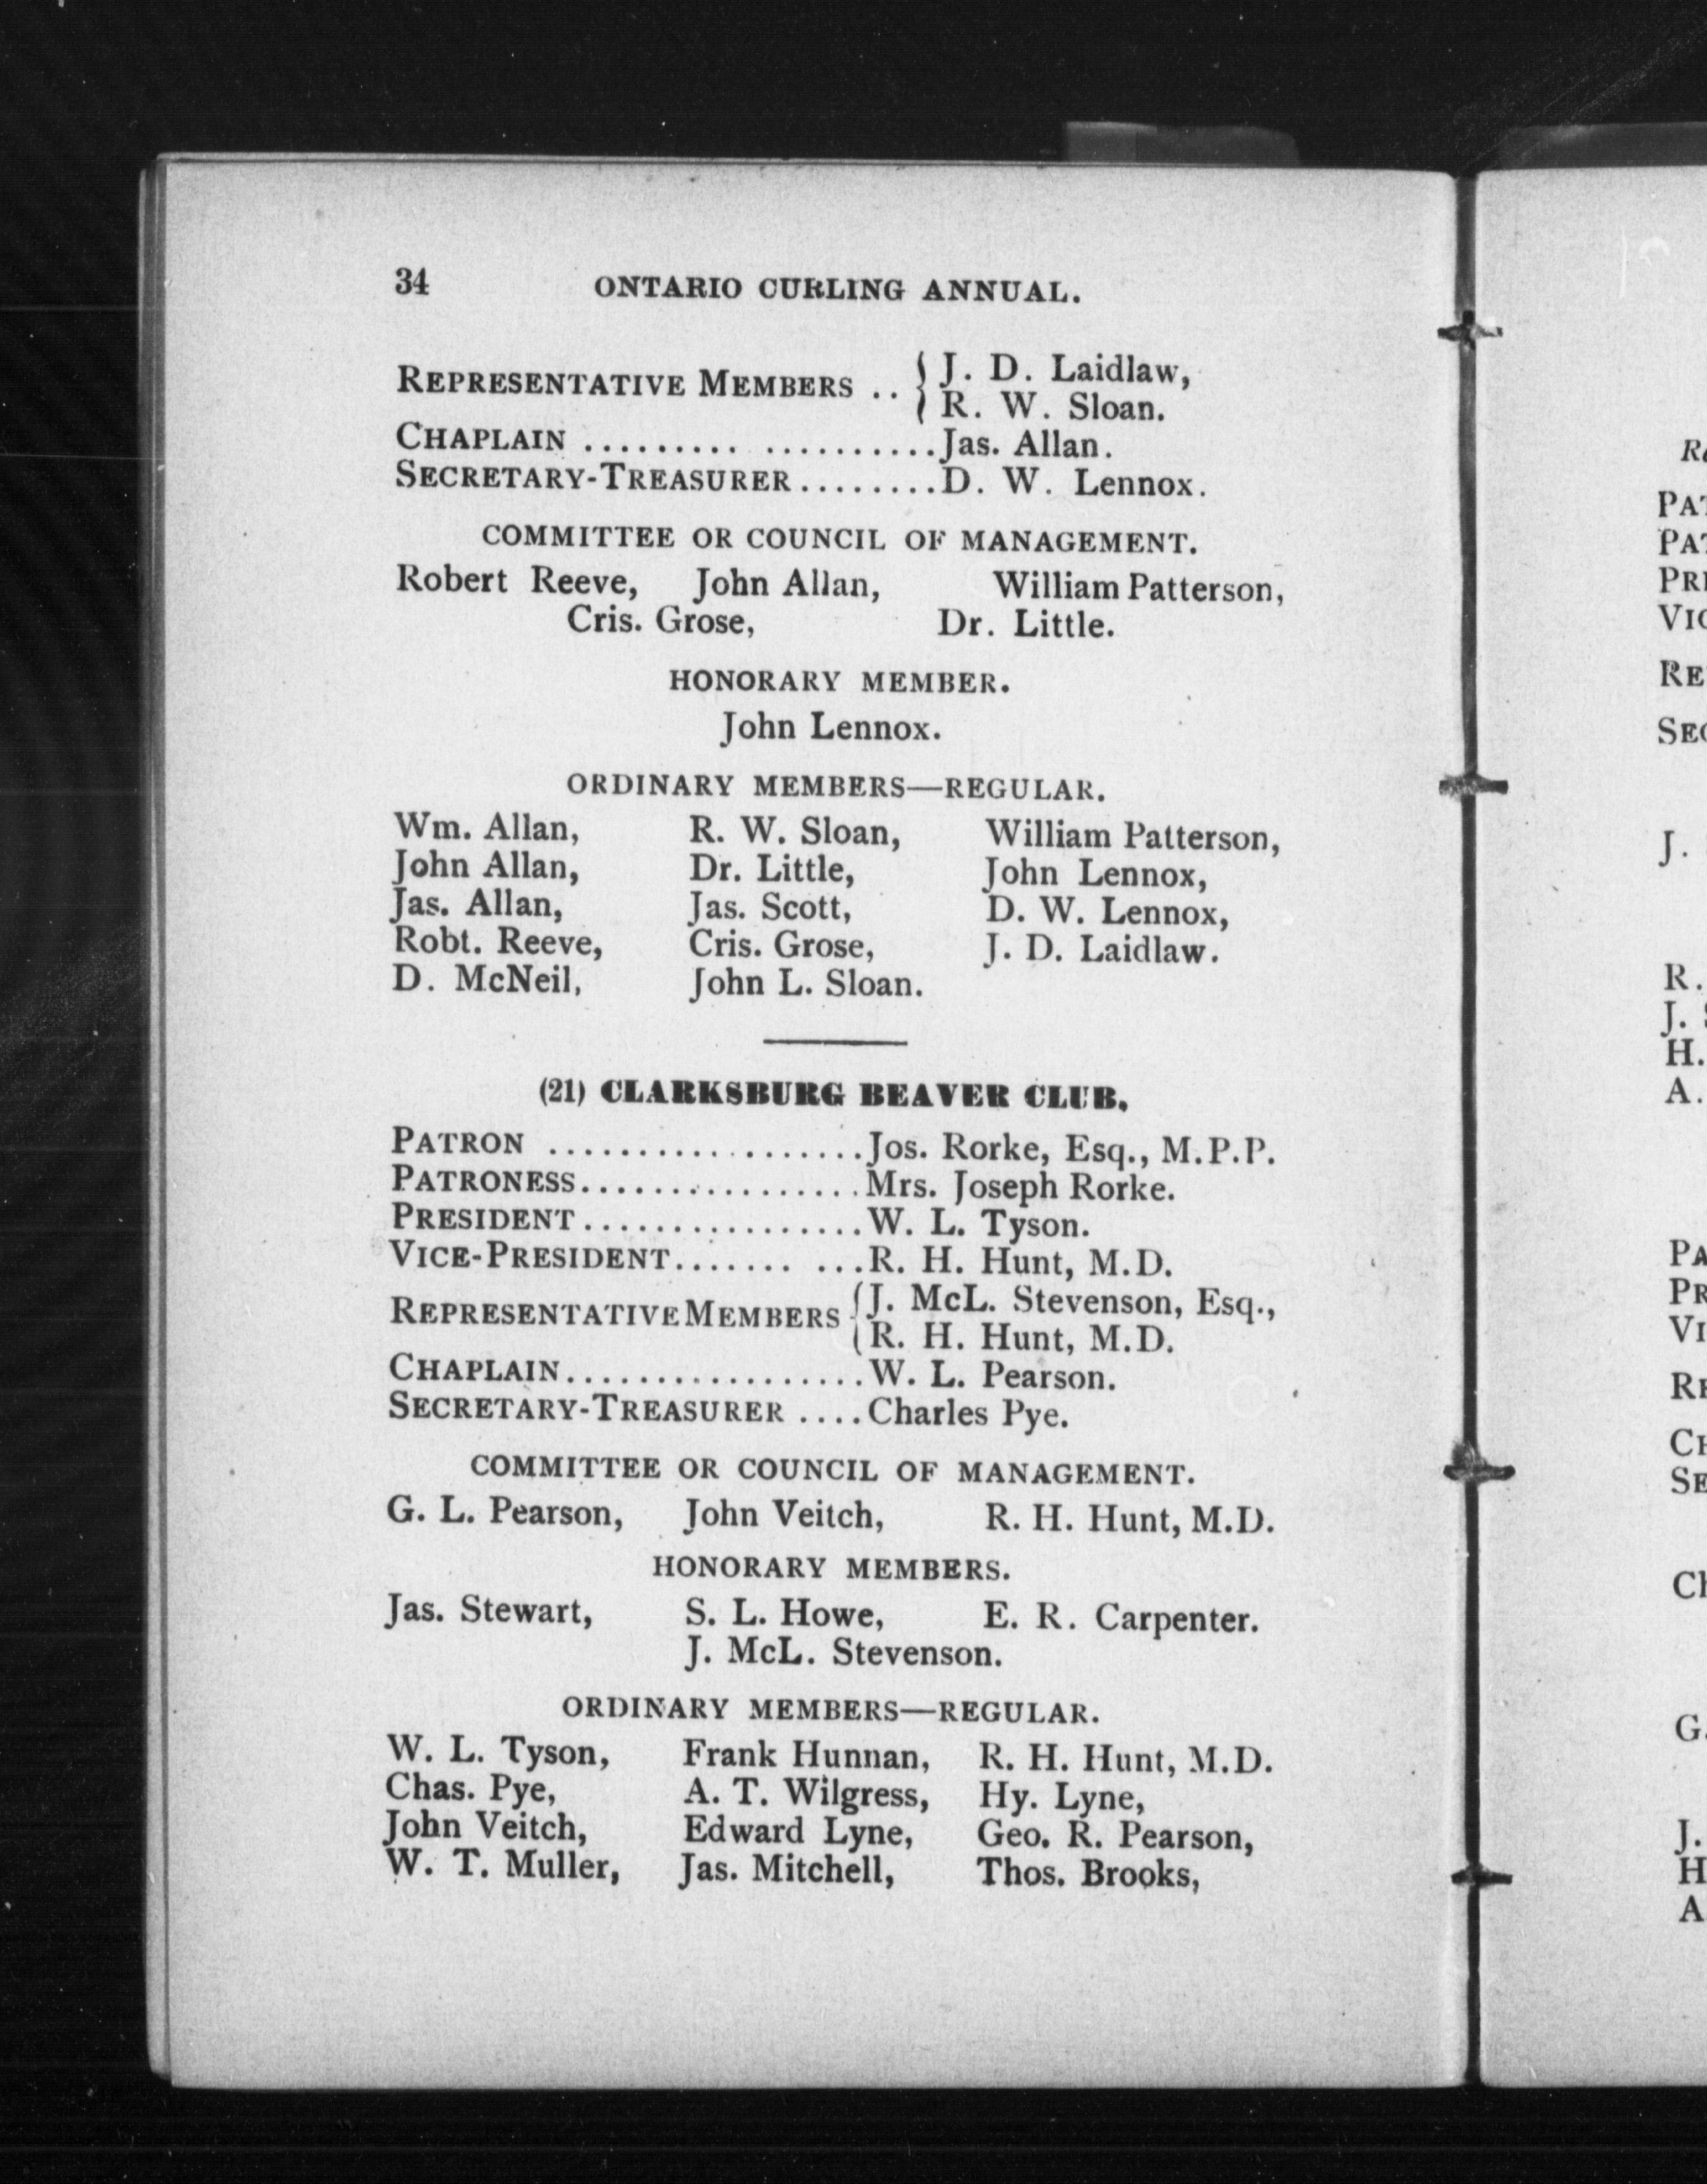 34 ONTARIO CURLING ANNUAL.
REPRESENTATIVE MEMBERS .. { J. D. Laidlaw,
R. W. Sloan.
CHAPLAIN ......... ..........Jas. Allan.
SECRETARY-TREASURER........D. W. Lennox.
COMMITTEE OR COUNCIL OF MANAGEMENT.
Robert Reeve, John Allan, William Patterson,
Cris. Grose, Dr. Little.
HONORARY MEMBER.
John Lennox.
ORDINARY MEMBERS—REGULAR.
Wm. Allan, R. W. Sloan, William Patterson,
John Allan, Dr. Little, John Lennox,
Jas. Allan, Jas. Scott, D. W. Lennox,
Robt. Reeve, Cris. Grose, J. D. Laidlaw.
D. McNeil, John L. Sloan.
(21) CLARKSBURG BEAVER CLUB.
PATRON ..................Jos. Rorke, Esq., M.P.P.
PATRONESS................Mrs. Joseph Rorke.
PRESIDENT................W. L. Tyson.
VICE-PRESIDENT....... ...R. H. Hunt, M.D.
REPRESENTATIVE MEMBERS { J. McL. Stevenson, Esq.,
R. H. Hunt, M.D.
CHAPLAIN.................W. L. Pearson.
SECRETARY-TREASURER ....Charles Pye.
COMMITTEE OR COUNCIL OF MANAGEMENT.
G. L. Pearson, John Veitch, R. H. Hunt, M.D.
HONORARY MEMBERS.
Jas. Stewart, S. L. Howe, E. R. Carpenter.
J. McL. Stevenson.
ORDINARY MEMBERS—REGULAR.
W. L. Tyson, Frank Hunnan, R. H. Hunt, M.D.
Chas. Pye, A. T. Wilgress, Hy. Lyne,
John Veitch, Edward Lyne, Geo. R. Pearson,
W. T. Muller, Jas. Mitchell, Thos. Brooks,